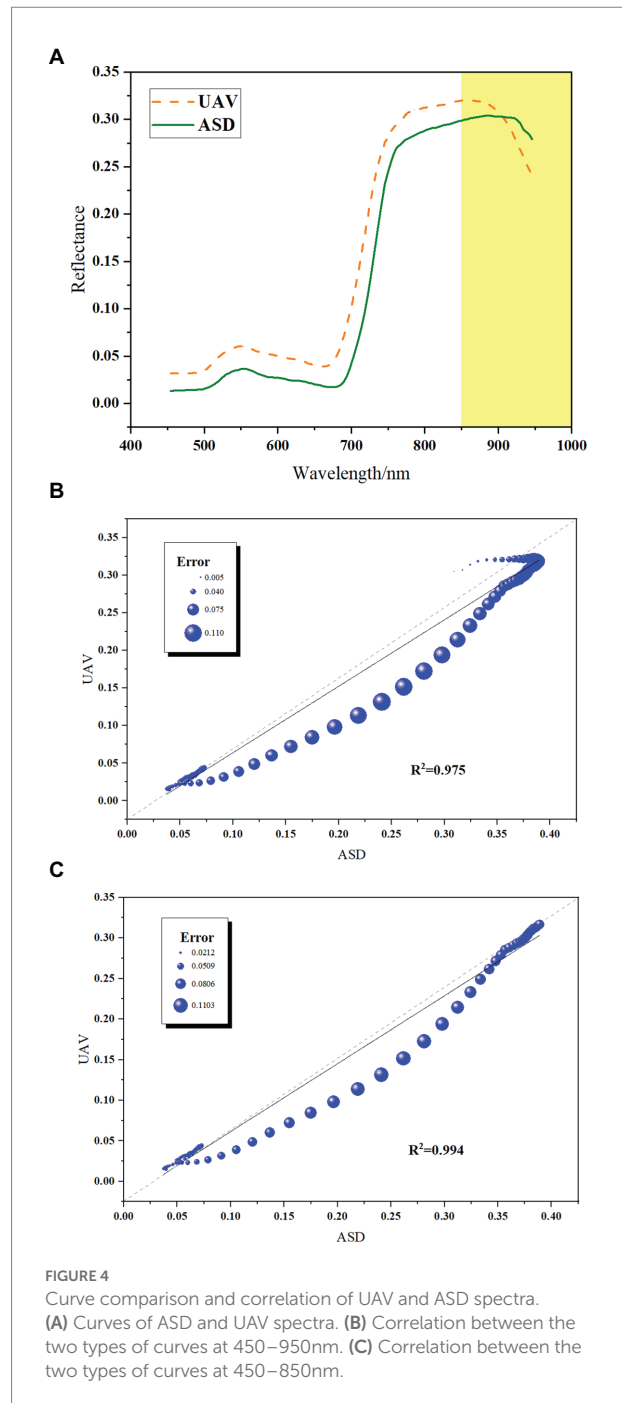 A
0.35
0.30
0.25
0.20
0.15
0.10
0.05
0.00
Reflectance
UAV
ASD
400 500 600 700 800 900 1000
Wavelength/nm
B
0.35
0.30
0.25
0.20
0.15
0.10
0.05
0.00
UAV
Error
0.005
0.040
0.075
0.110
R²=0.975
0.00 0.05 0.10 0.15 0.20 0.25 0.30 0.35 0.40
ASD
C
0.35
0.30
0.25
0.20
0.15
0.10
0.05
0.00
UAV
Error
0.0212
0.0509
0.0806
0.1103
R²=0.994
0.00 0.05 0.10 0.15 0.20 0.25 0.30 0.35 0.40
ASD
FIGURE 4
Curve comparison and correlation of UAV and ASD spectra.
(A) Curves of ASD and UAV spectra. (B) Correlation between the
two types of curves at 450–950nm. (C) Correlation between the
two types of curves at 450–850nm.